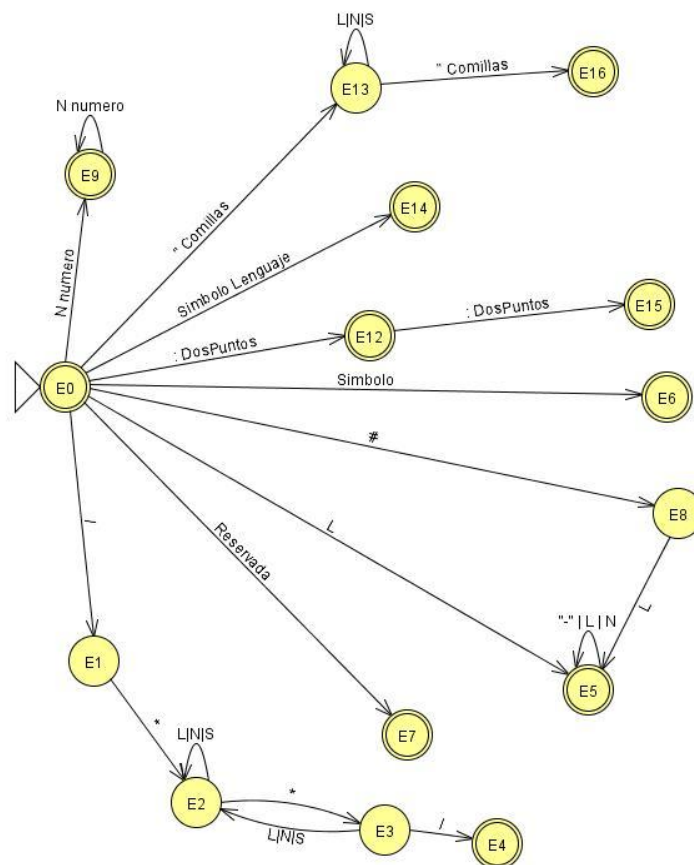 L|N|S
E13
" Comillas
E16
N numero
E9
" Comillas
E14
Simbolo Lenguaje
N numero
: DosPuntos
E15
: DosPuntos
E12
E0
Simbolo
E6
#
E8
L
Reservada
L
/
"-" | L | N
E5
E1
*
E7
L|N|S
E2
*
L|N|S
E3
/
E4